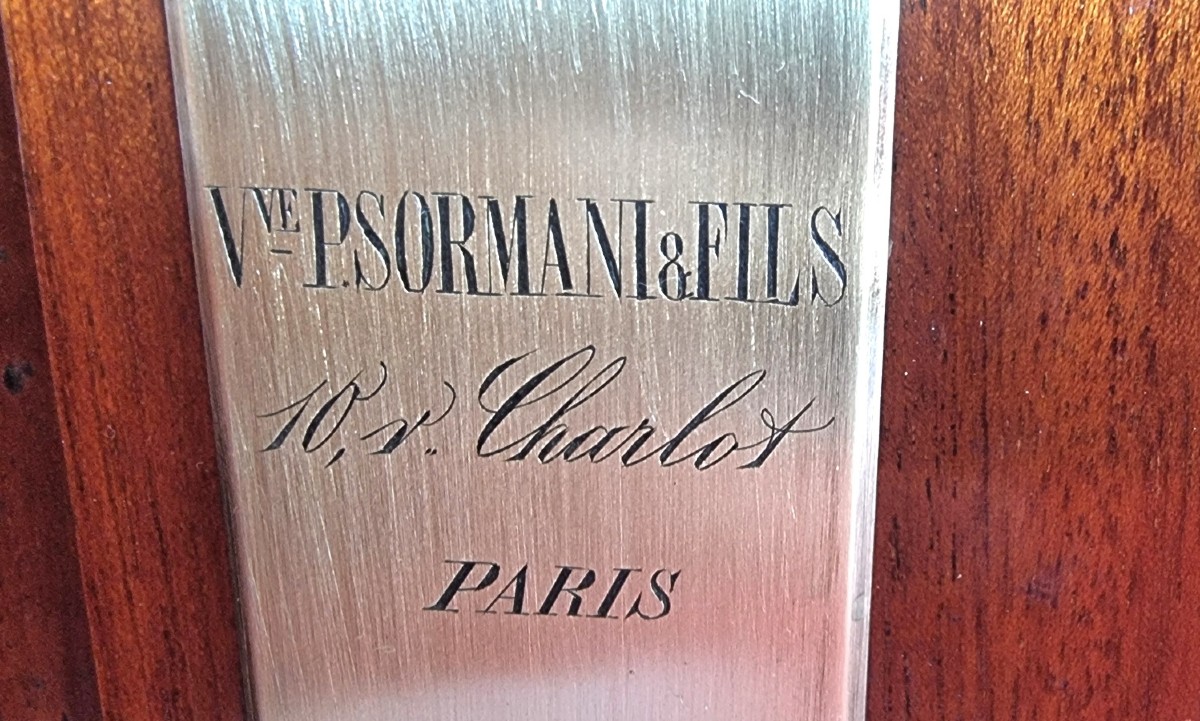 VVE P.SORMANI & FILS
10, r. Charlot
PARIS